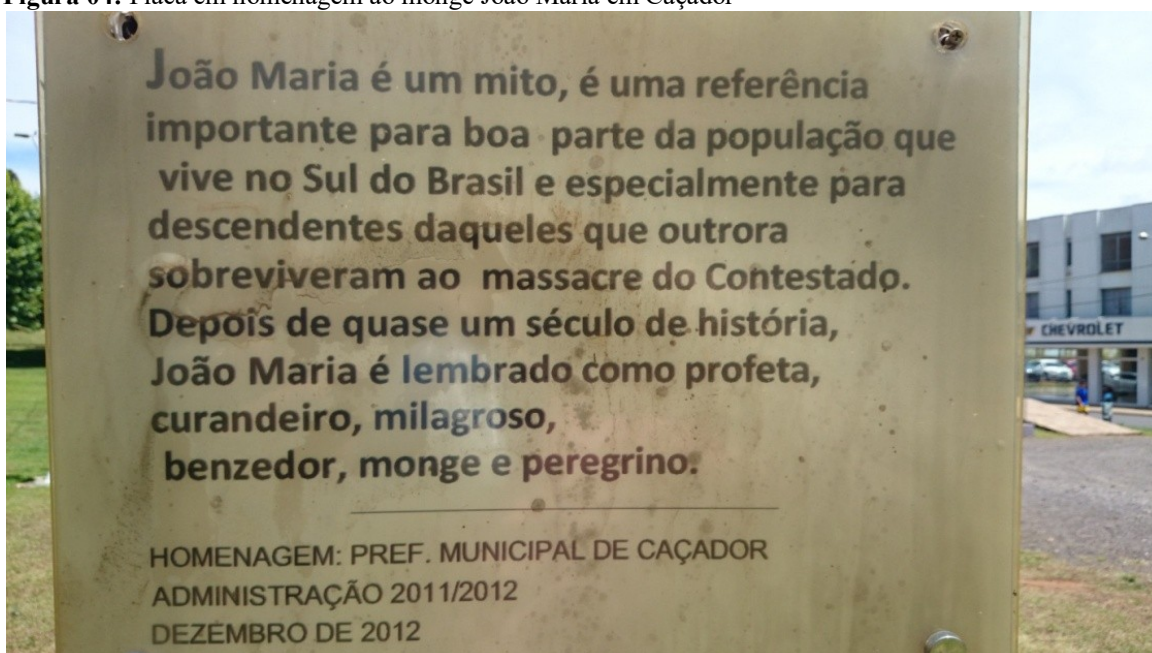 Figura 04: Placa em homenagem ao monge João Maria em Caçador
João Maria é um mito, é uma referência
importante para boa parte da população que
vive no Sul do Brasil e especialmente para
descendentes daqueles que outrora
sobreviveram ao massacre do Contestado.
Depois de quase um século de história,
João Maria é lembrado como profeta,
curandeiro, milagroso,
benzedor, monge e peregrino.
HOMENAGEM: PREF. MUNICIPAL DE CAÇADOR
ADMINISTRAÇÃO 2011/2012
DEZEMBRO DE 2012
CHEVROLET